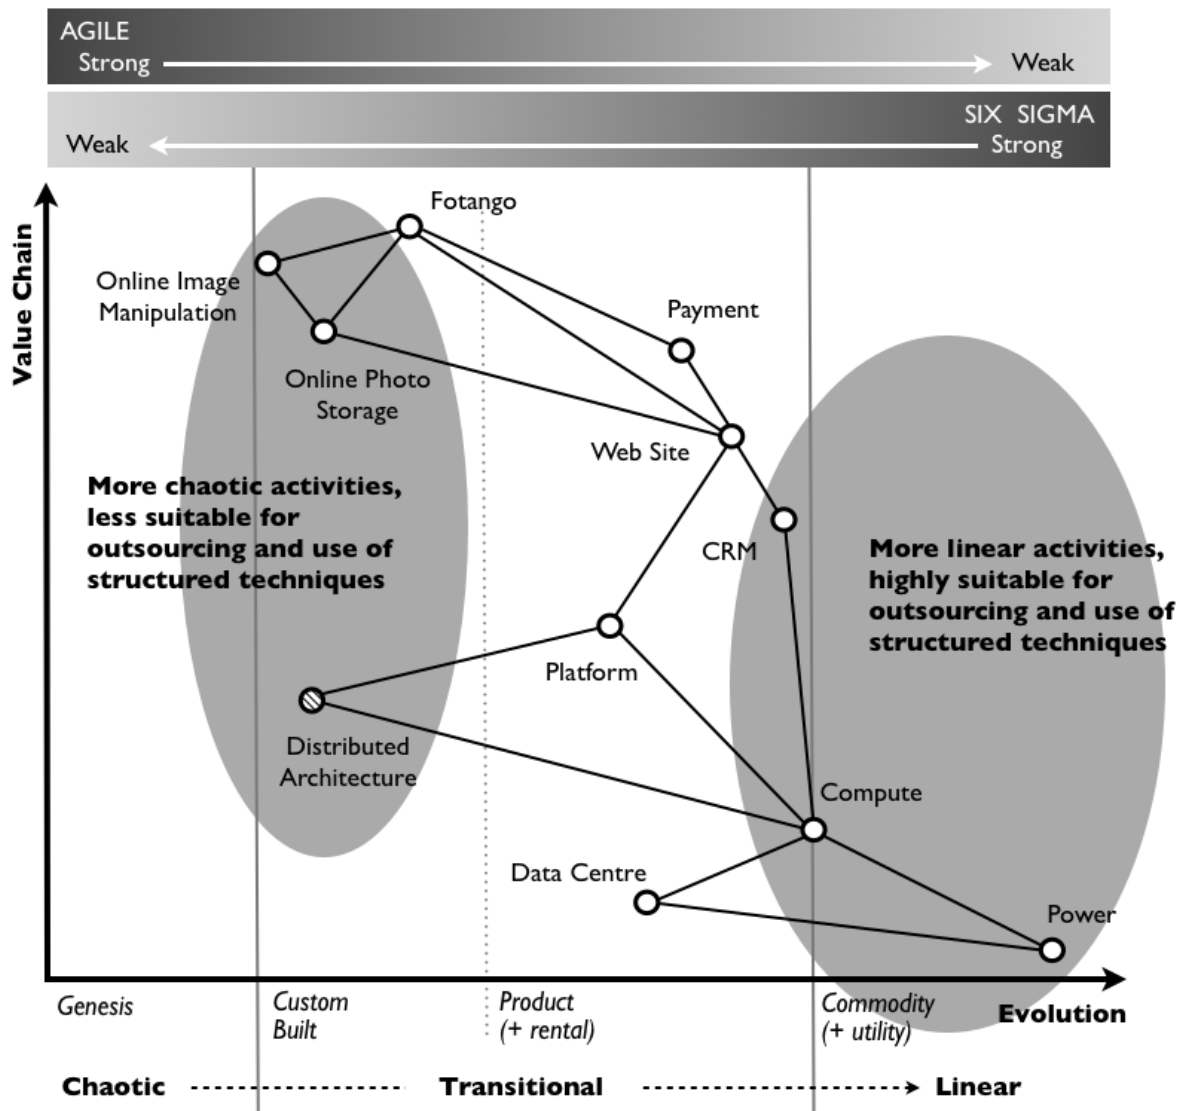 AGILE
Strong
Weak
SIX SIGMA
Weak
Strong
Value Chain
Fotango
Online Image
Manipulation
Payment
Online Photo
Storage
Web Site
More chaotic activities,
less suitable for
outsourcing and use of
structured techniques
CRM
More linear activities,
highly suitable for
outsourcing and use of
structured techniques
Platform
Distributed
Architecture
Compute
Data Centre
Power
Genesis
Custom
Built
Product
(+ rental)
Commodity
(+ utility)
Evolution
Chaotic
Transitional
Linear